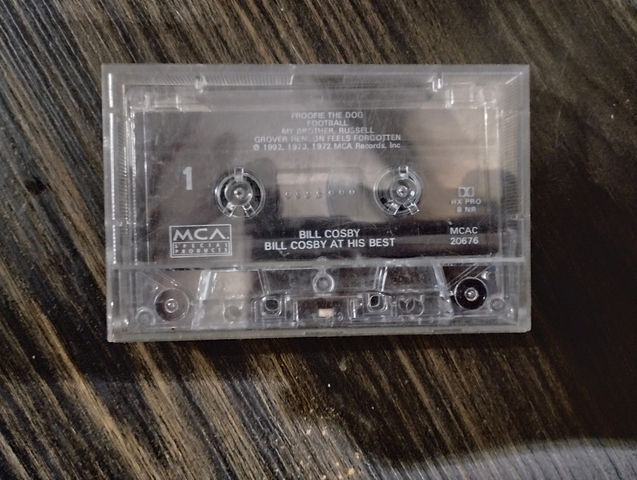 FROOFIE THE DOG
FOOTBALL
MY BROTHER, RUSSELL
GROVER HENSON FEELS FORGOTTEN
℗ 1992, 1973, 1972 MCA Records, Inc
1
HX PRO
B NR
MCA
SPECIAL
PRODUCTS
BILL COSBY
BILL COSBY AT HIS BEST
MCAC
20676